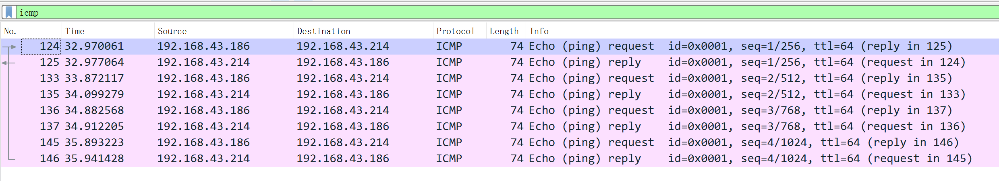 icmp
No. Time Source Destination Protocol Length Info
124 32.970061 192.168.43.186 192.168.43.214 ICMP 74 Echo (ping) request id=0x0001, seq=1/256, ttl=64 (reply in 125)
125 32.977064 192.168.43.214 192.168.43.186 ICMP 74 Echo (ping) reply id=0x0001, seq=1/256, ttl=64 (request in 124)
133 33.872117 192.168.43.186 192.168.43.214 ICMP 74 Echo (ping) request id=0x0001, seq=2/512, ttl=64 (reply in 135)
135 34.099279 192.168.43.214 192.168.43.186 ICMP 74 Echo (ping) reply id=0x0001, seq=2/512, ttl=64 (request in 133)
136 34.882568 192.168.43.186 192.168.43.214 ICMP 74 Echo (ping) request id=0x0001, seq=3/768, ttl=64 (reply in 137)
137 34.912205 192.168.43.214 192.168.43.186 ICMP 74 Echo (ping) reply id=0x0001, seq=3/768, ttl=64 (request in 136)
145 35.893223 192.168.43.186 192.168.43.214 ICMP 74 Echo (ping) request id=0x0001, seq=4/1024, ttl=64 (reply in 146)
146 35.941428 192.168.43.214 192.168.43.186 ICMP 74 Echo (ping) reply id=0x0001, seq=4/1024, ttl=64 (request in 145)